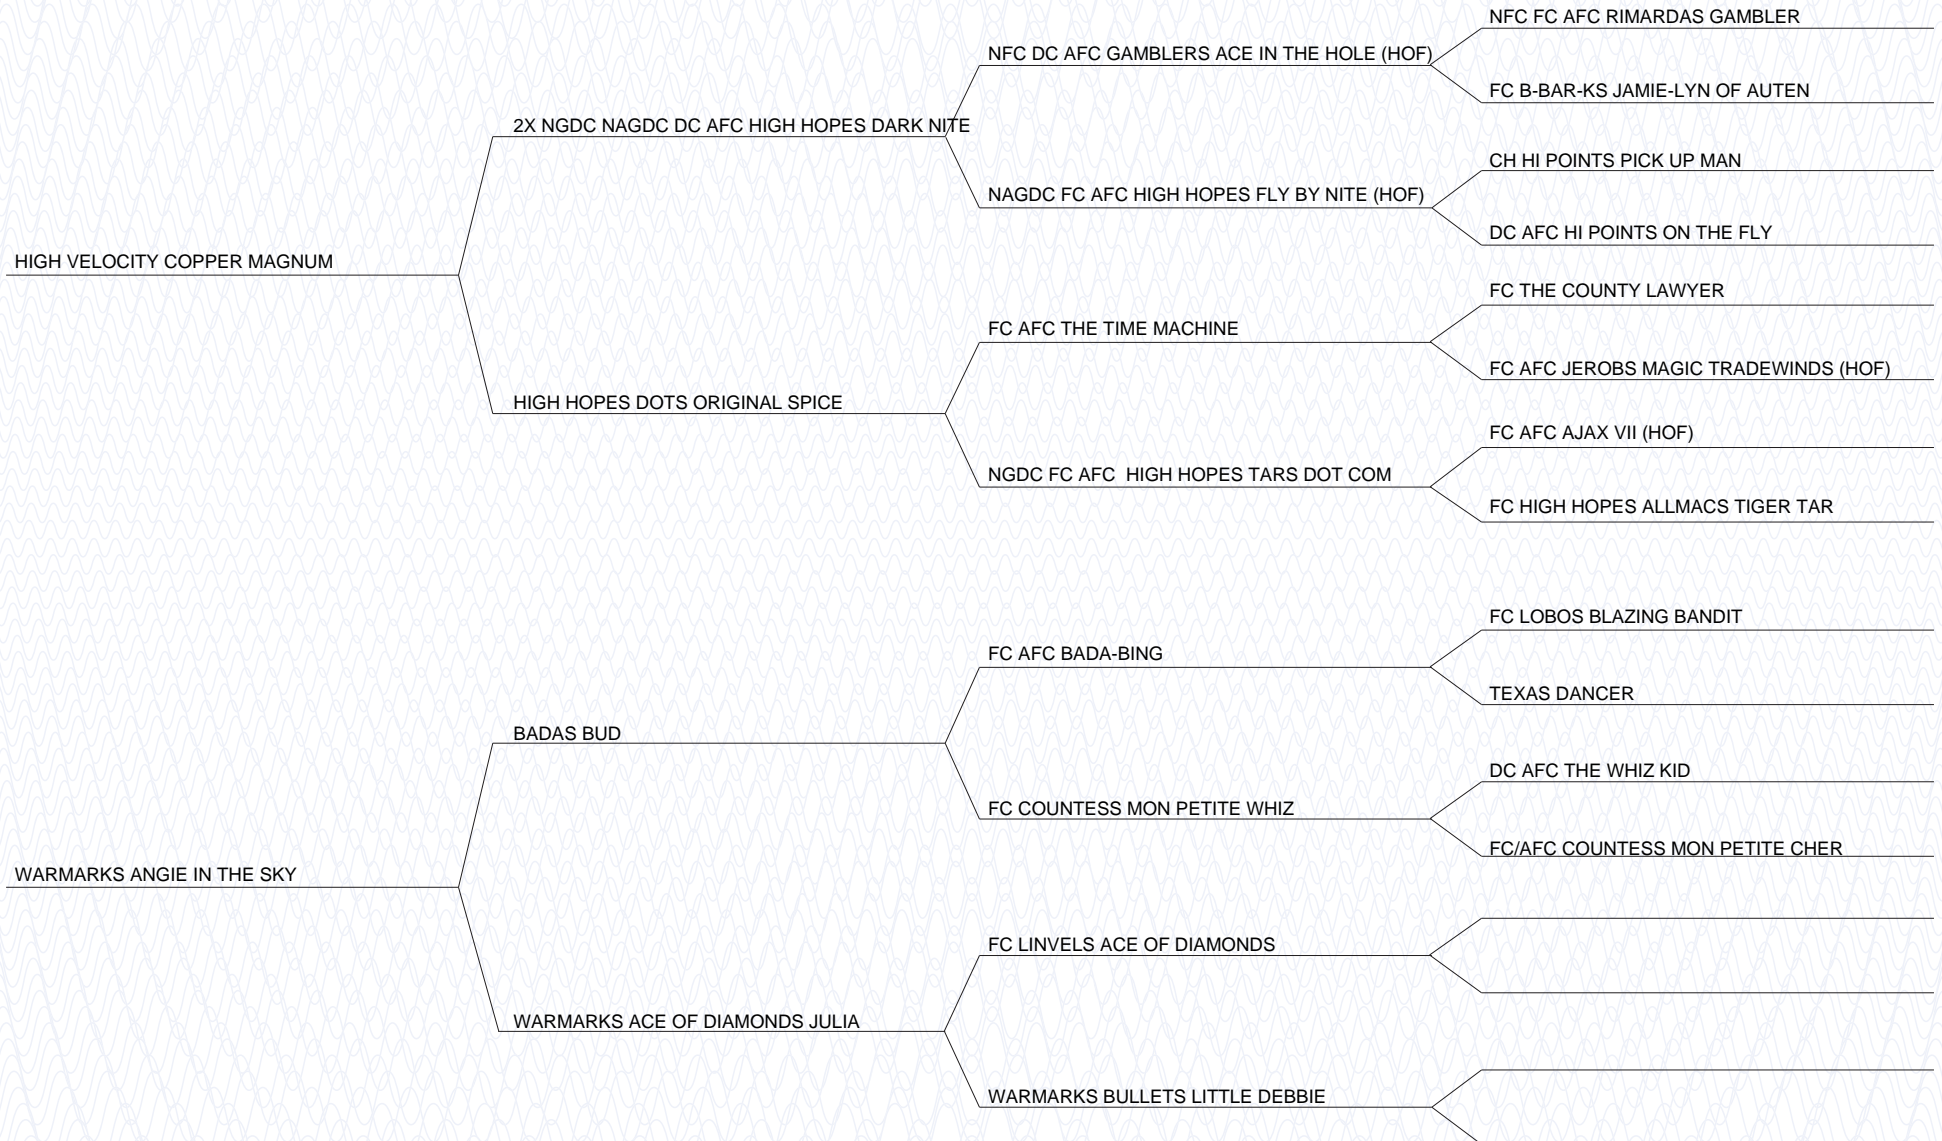 NFC FC AFC RIMARDAS GAMBLER
NFC DC AFC GAMBLERS ACE IN THE HOLE (HOF)
FC B-BAR-KS JAMIE-LYN OF AUTEN
2X NGDC NAGDC DC AFC HIGH HOPES DARK NITE
CH HI POINTS PICK UP MAN
NAGDC FC AFC HIGH HOPES FLY BY NITE (HOF)
DC AFC HI POINTS ON THE FLY
HIGH VELOCITY COPPER MAGNUM
FC THE COUNTY LAWYER
FC AFC THE TIME MACHINE
FC AFC JEROBS MAGIC TRADEWINDS (HOF)
HIGH HOPES DOTS ORIGINAL SPICE
FC AFC AJAX VII (HOF)
NGDC FC AFC  HIGH HOPES TARS DOT COM
FC HIGH HOPES ALLMACS TIGER TAR
FC LOBOS BLAZING BANDIT
FC AFC BADA-BING
TEXAS DANCER
BADAS BUD
DC AFC THE WHIZ KID
FC COUNTESS MON PETITE WHIZ
FC/AFC COUNTESS MON PETITE CHER
WARMARKS ANGIE IN THE SKY
FC LINVELS ACE OF DIAMONDS
WARMARKS ACE OF DIAMONDS JULIA
WARMARKS BULLETS LITTLE DEBBIE